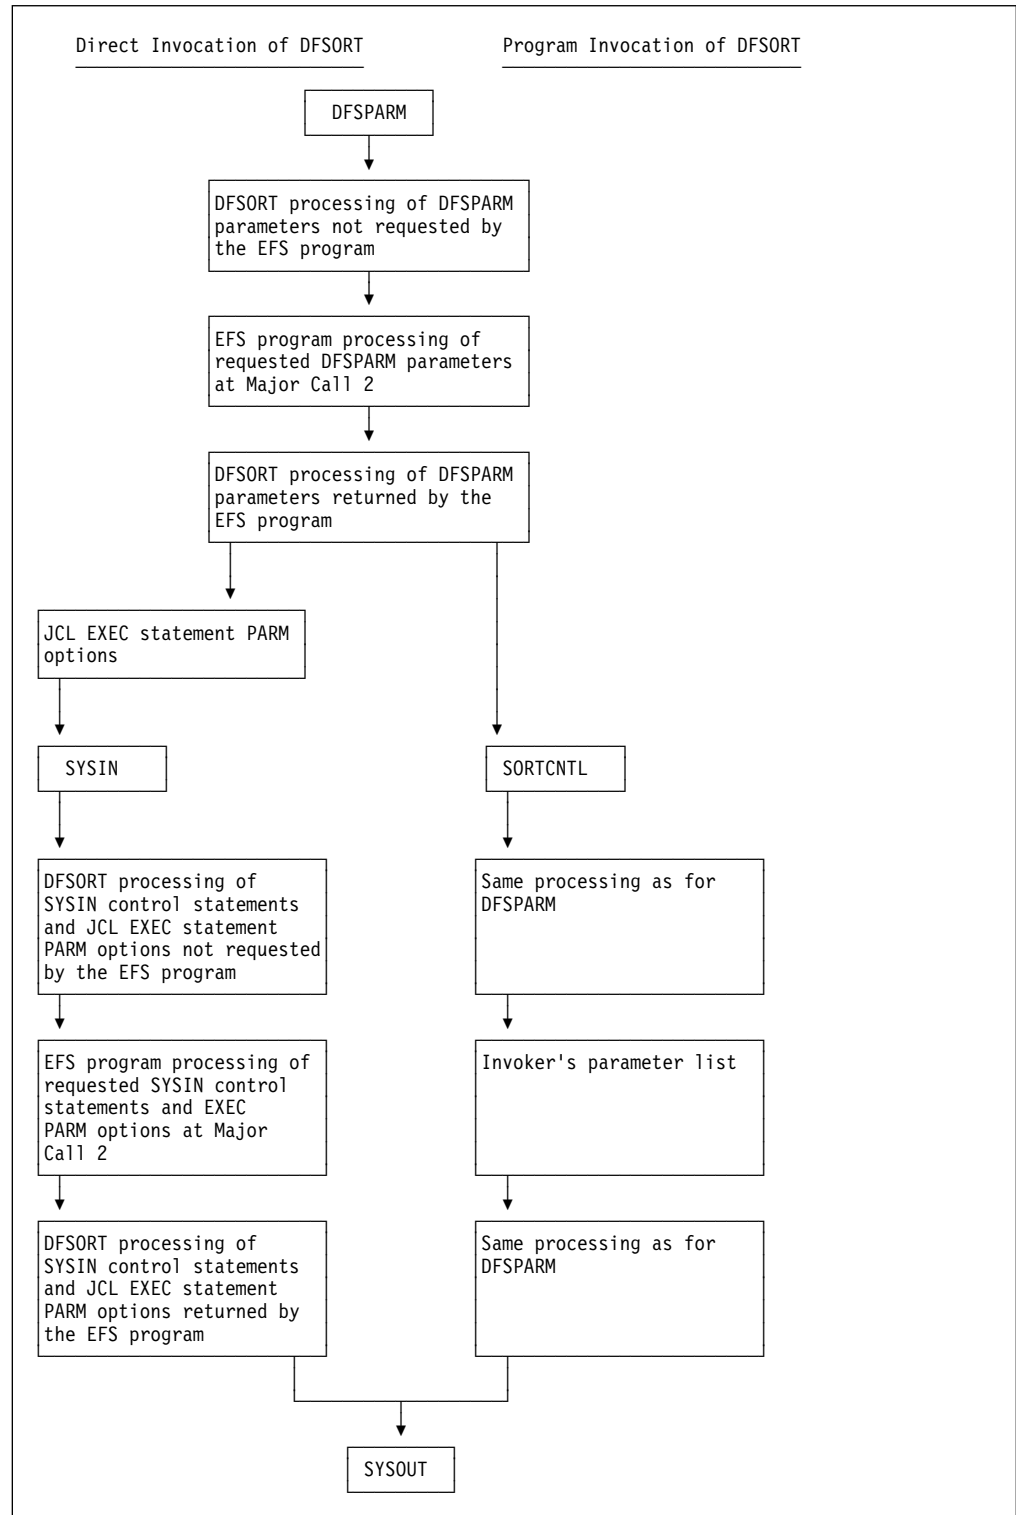 Direct Invocation of DFSORT
Program Invocation of DFSORT
DFSPARM
DFSORT processing of DFSPARM
parameters not requested by
the EFS program
EFS program processing of
requested DFSPARM parameters
at Major Call 2
DFSORT processing of DFSPARM
parameters returned by the
EFS program
JCL EXEC statement PARM
options
SYSIN
SORTCNTL
DFSORT processing of
SYSIN control statements
and JCL EXEC statement
PARM options not requested
by the EFS program
Same processing as for
DFSPARM
EFS program processing of
requested SYSIN control
statements and EXEC
PARM options at Major
Call 2
Invoker's parameter list
DFSORT processing of
SYSIN control statements
and JCL EXEC statement
PARM options returned by
the EFS program
Same processing as for
DFSPARM
SYSOUT